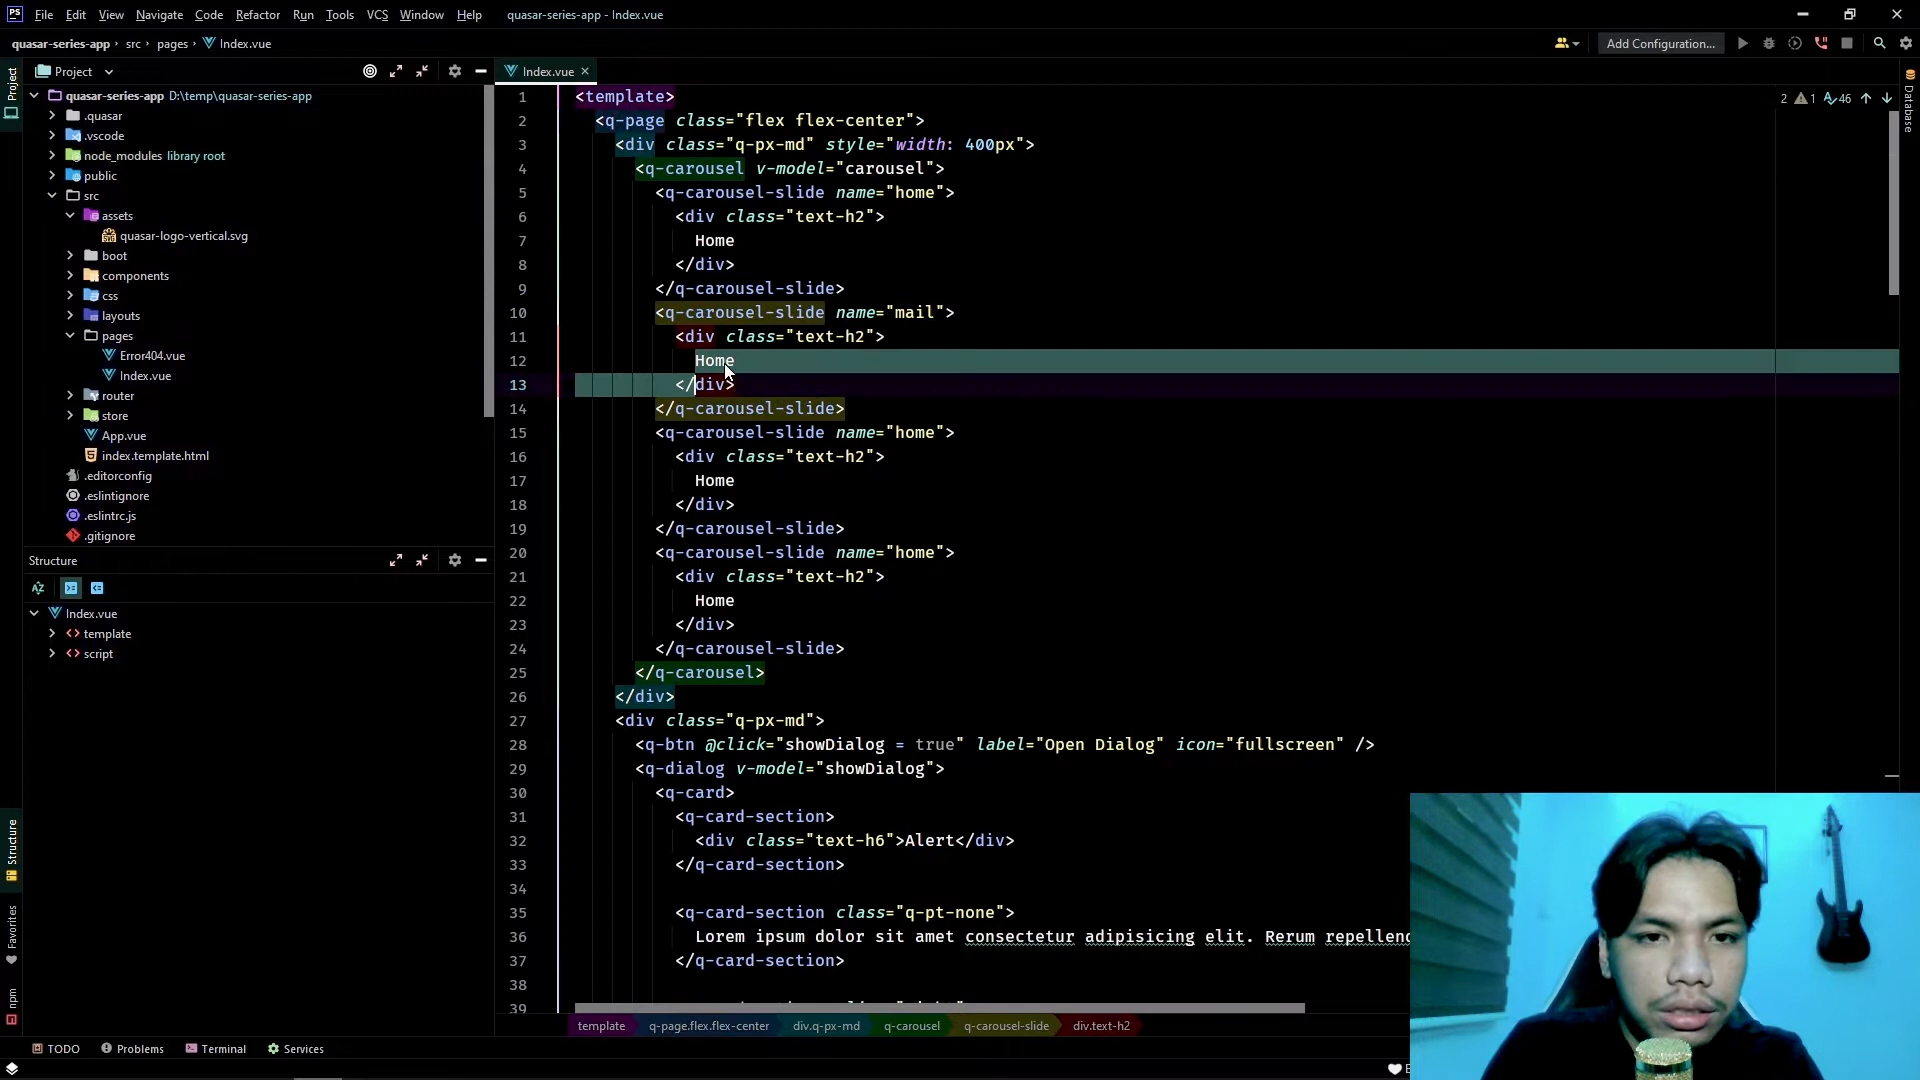 PS File Edit View Navigate Code Refactor Run Tools VCS Window Help quasar-series-app - Index.vue
quasar-series-app › src › pages › Index.vue
Add Configuration...
Project
Project
quasar-series-app D:\temp\quasar-series-app
.quasar
.vscode
node_modules library root
public
src
assets
quasar-logo-vertical.svg
boot
components
css
layouts
pages
Error404.vue
Index.vue
router
store
App.vue
index.template.html
.editorconfig
.eslintignore
.eslintrc.js
.gitignore
Structure
Index.vue
template
script
Structure
Favorites
npm
Index.vue
2 1 46
Database
1 <template>
2 <q-page class="flex flex-center">
3 <div class="q-px-md" style="width: 400px">
4 <q-carousel v-model="carousel">
5 <q-carousel-slide name="home">
6 <div class="text-h2">
7 Home
8 </div>
9 </q-carousel-slide>
10 <q-carousel-slide name="mail">
11 <div class="text-h2">
12 Home
13 </div>
14 </q-carousel-slide>
15 <q-carousel-slide name="home">
16 <div class="text-h2">
17 Home
18 </div>
19 </q-carousel-slide>
20 <q-carousel-slide name="home">
21 <div class="text-h2">
22 Home
23 </div>
24 </q-carousel-slide>
25 </q-carousel>
26 </div>
27 <div class="q-px-md">
28 <q-btn @click="showDialog = true" label="Open Dialog" icon="fullscreen" />
29 <q-dialog v-model="showDialog">
30 <q-card>
31 <q-card-section>
32 <div class="text-h6">Alert</div>
33 </q-card-section>
34
35 <q-card-section class="q-pt-none">
36 Lorem ipsum dolor sit amet consectetur adipisicing elit. Rerum repellend
37 </q-card-section>
38
39
template q-page.flex.flex-center div.q-px-md q-carousel q-carousel-slide div.text-h2
TODO Problems Terminal Services